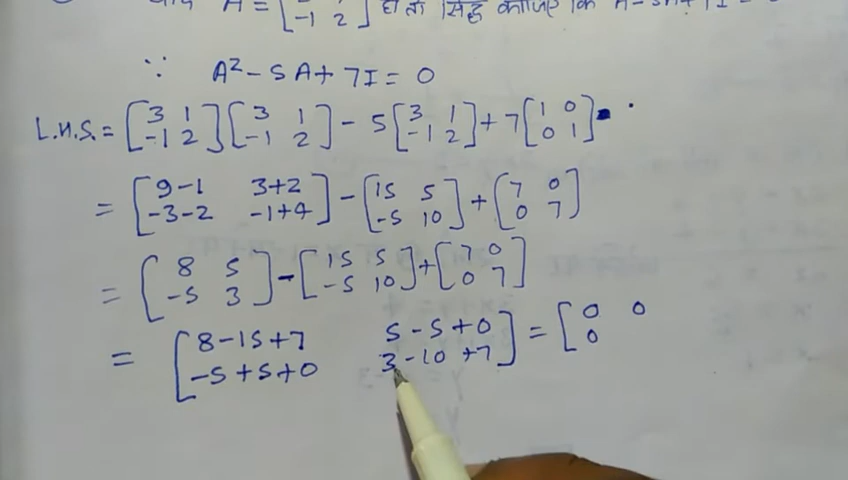 A = [ -1 2 ] हो तो सिद्ध कीजिए कि
∵ A² - 5A + 7I = 0
L.H.S. = [3 1 -1 2] [3 1 -1 2] - 5 [3 1 -1 2] + 7 [1 0 0 1]
= [9-1 3+2 -3-2 -1+4] - [15 5 -5 10] + [7 0 0 7]
= [8 5 -5 3] - [15 5 -5 10] + [7 0 0 7]
= [8-15+7 5-5+0 -5+5+0 3-10+7] = [0 0 0